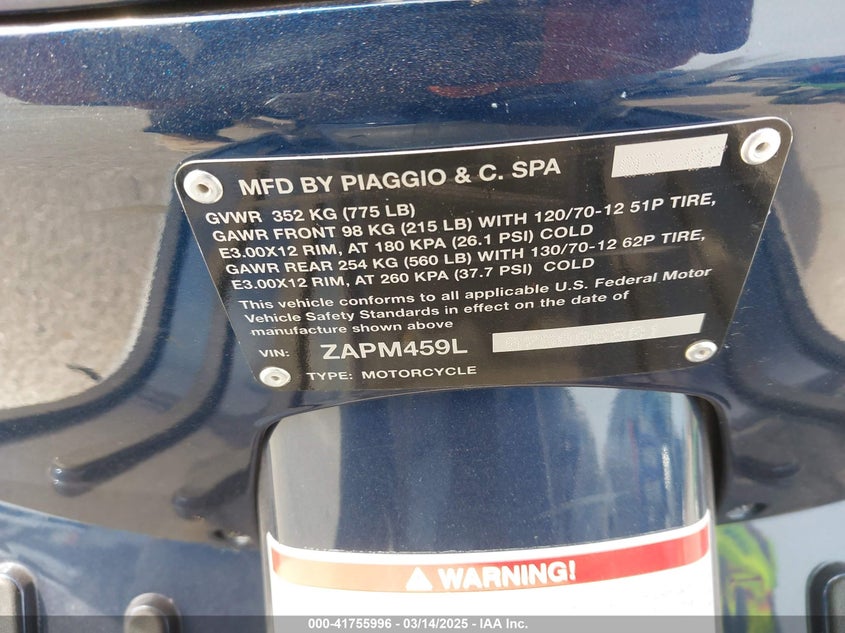 MFD BY PIAGGIO & C. SPA
GVWR 352 KG (775 LB)
GAWR FRONT 98 KG (215 LB) WITH 120/70-12 51P TIRE,
E3.00X12 RIM, AT 180 KPA (26.1 PSI) COLD
GAWR REAR 254 KG (560 LB) WITH 130/70-12 62P TIRE,
E3.00X12 RIM, AT 260 KPA (37.7 PSI) COLD
This vehicle conforms to all applicable U.S. Federal Motor
Vehicle Safety Standards in effect on the date of
manufacture shown above
VIN: ZAPM459L
TYPE: MOTORCYCLE
WARNING!
000-41755996 | 03/14/2025 | IAA Inc.